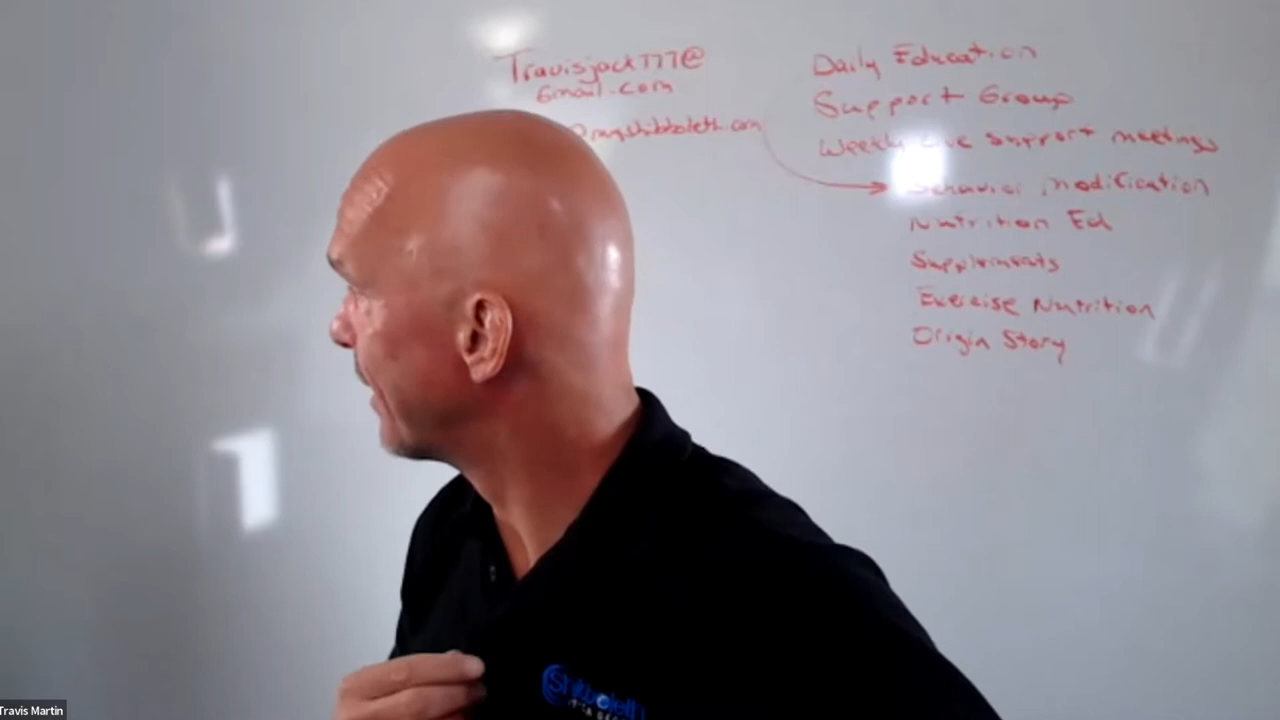 Travisjack777@
Gmail.com
@myshibboleth.com
Daily Education
Support Group
Weekly Live support meetings
Behavior modification
Nutrition Ed
Supplements
Exercise Nutrition
Origin Story
Shibboleth
Travis Martin